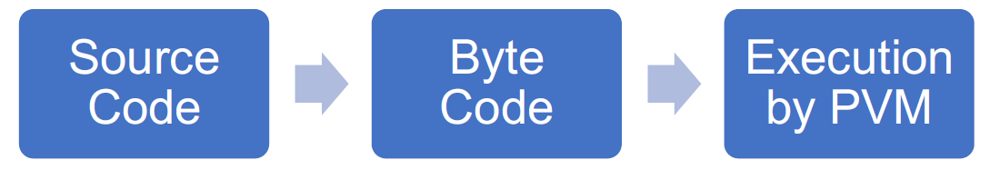 Source
Code
Byte
Code
Execution
by PVM